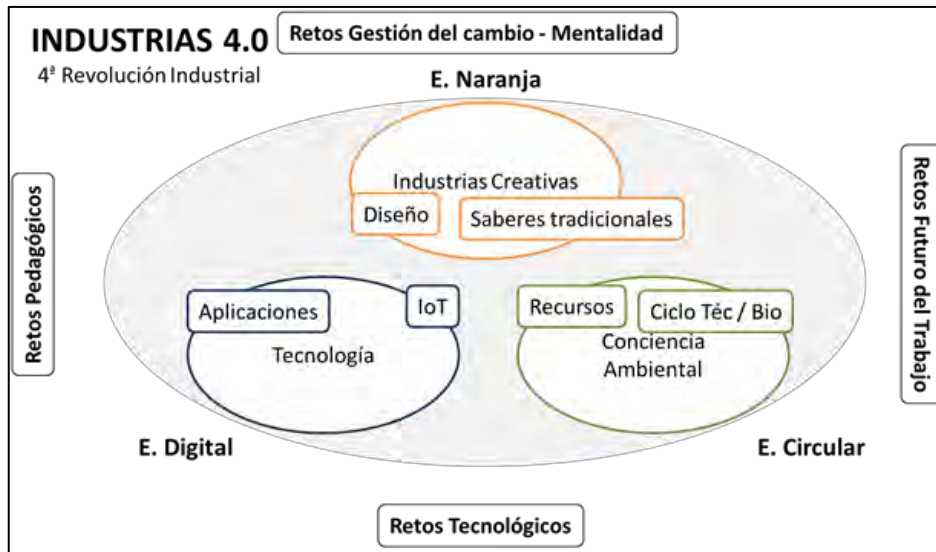 INDUSTRIAS 4.0
4ª Revolución Industrial
Retos Gestión del cambio - Mentalidad
E. Naranja
Industrias Creativas
Diseño
Saberes tradicionales
Retos Pedagógicos
Retos Futuro del Trabajo
Aplicaciones
IoT
Tecnología
Recursos
Ciclo Téc / Bio
Conciencia
Ambiental
E. Digital
E. Circular
Retos Tecnológicos